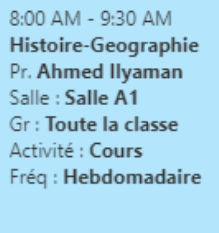 8:00 AM - 9:30 AM
Histoire-Geographie
Pr. Ahmed Ilyaman
Salle : Salle A1
Gr : Toute la classe
Activité : Cours
Fréq : Hebdomadaire